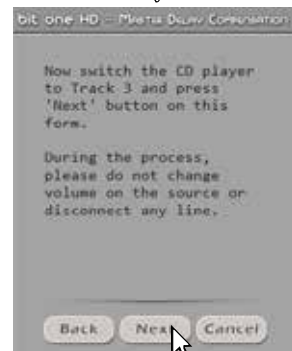 bit one HD - Master Delay Compensation
Now switch the CD player
to Track 3 and press
'Next' button on this
form.
During the process,
please do not change
volume on the source or
disconnect any line.
Back Next Cancel